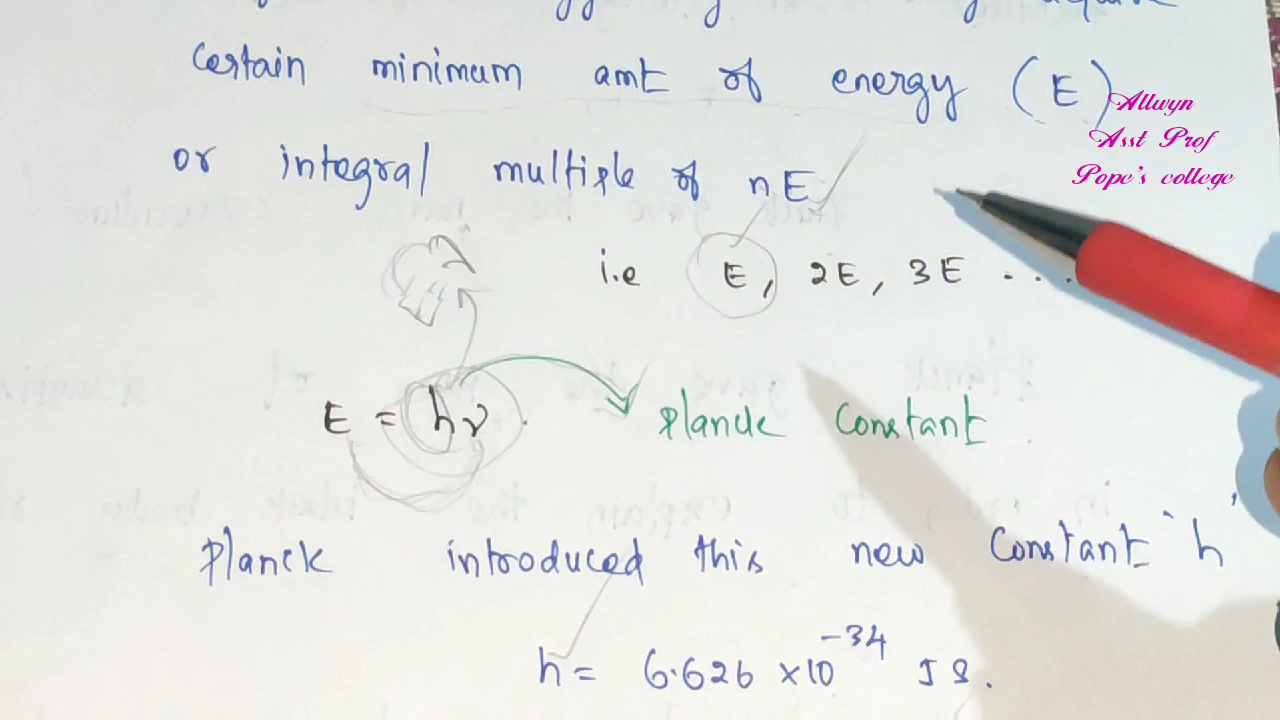 certain minimum amt of energy (E)
or integral multiple of nE
i.e E, 2E, 3E ....
E = hν.
Planck Constant.
Planck introduced this new Constant 'h'
h = 6.626 ×10⁻³⁴ J S.
Allwyn
Asst Prof
Pope's college